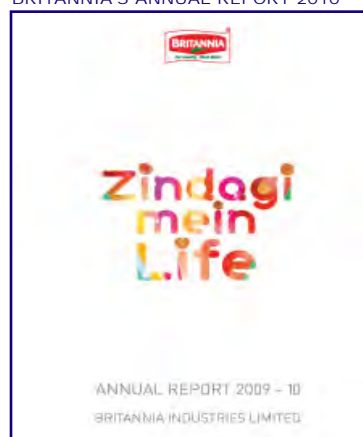 BRITANNIA'S ANNUAL REPORT 2010
BRITANNIA
Zindagi
mein
Life
ANNUAL REPORT 2009 - 10
BRITANNIA INDUSTRIES LIMITED